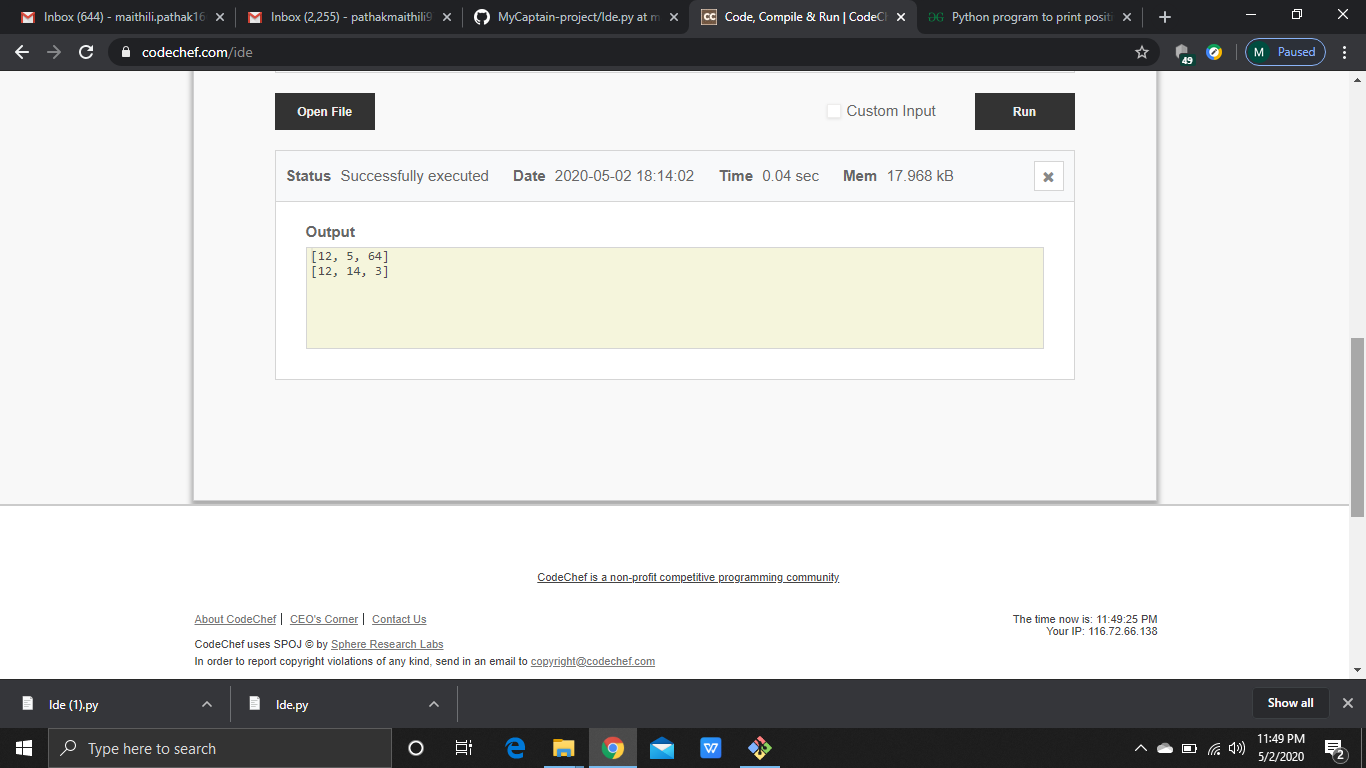 Inbox (644) - maithili.pathak16
Inbox (2,255) - pathakmaithili9
MyCaptain-project/Ide.py at m
CC Code, Compile & Run | CodeCh
Python program to print positi
codechef.com/ide
49
M Paused
Open File
Custom Input
Run
Status Successfully executed Date 2020-05-02 18:14:02 Time 0.04 sec Mem 17.968 kB
Output
[12, 5, 64]
[12, 14, 3]
CodeChef is a non-profit competitive programming community
About CodeChef | CEO's Corner | Contact Us
The time now is: 11:49:25 PM
Your IP: 116.72.66.138
CodeChef uses SPOJ © by Sphere Research Labs
In order to report copyright violations of any kind, send in an email to copyright@codechef.com
Ide (1).py
Ide.py
Show all
Type here to search
11:49 PM
5/2/2020
2